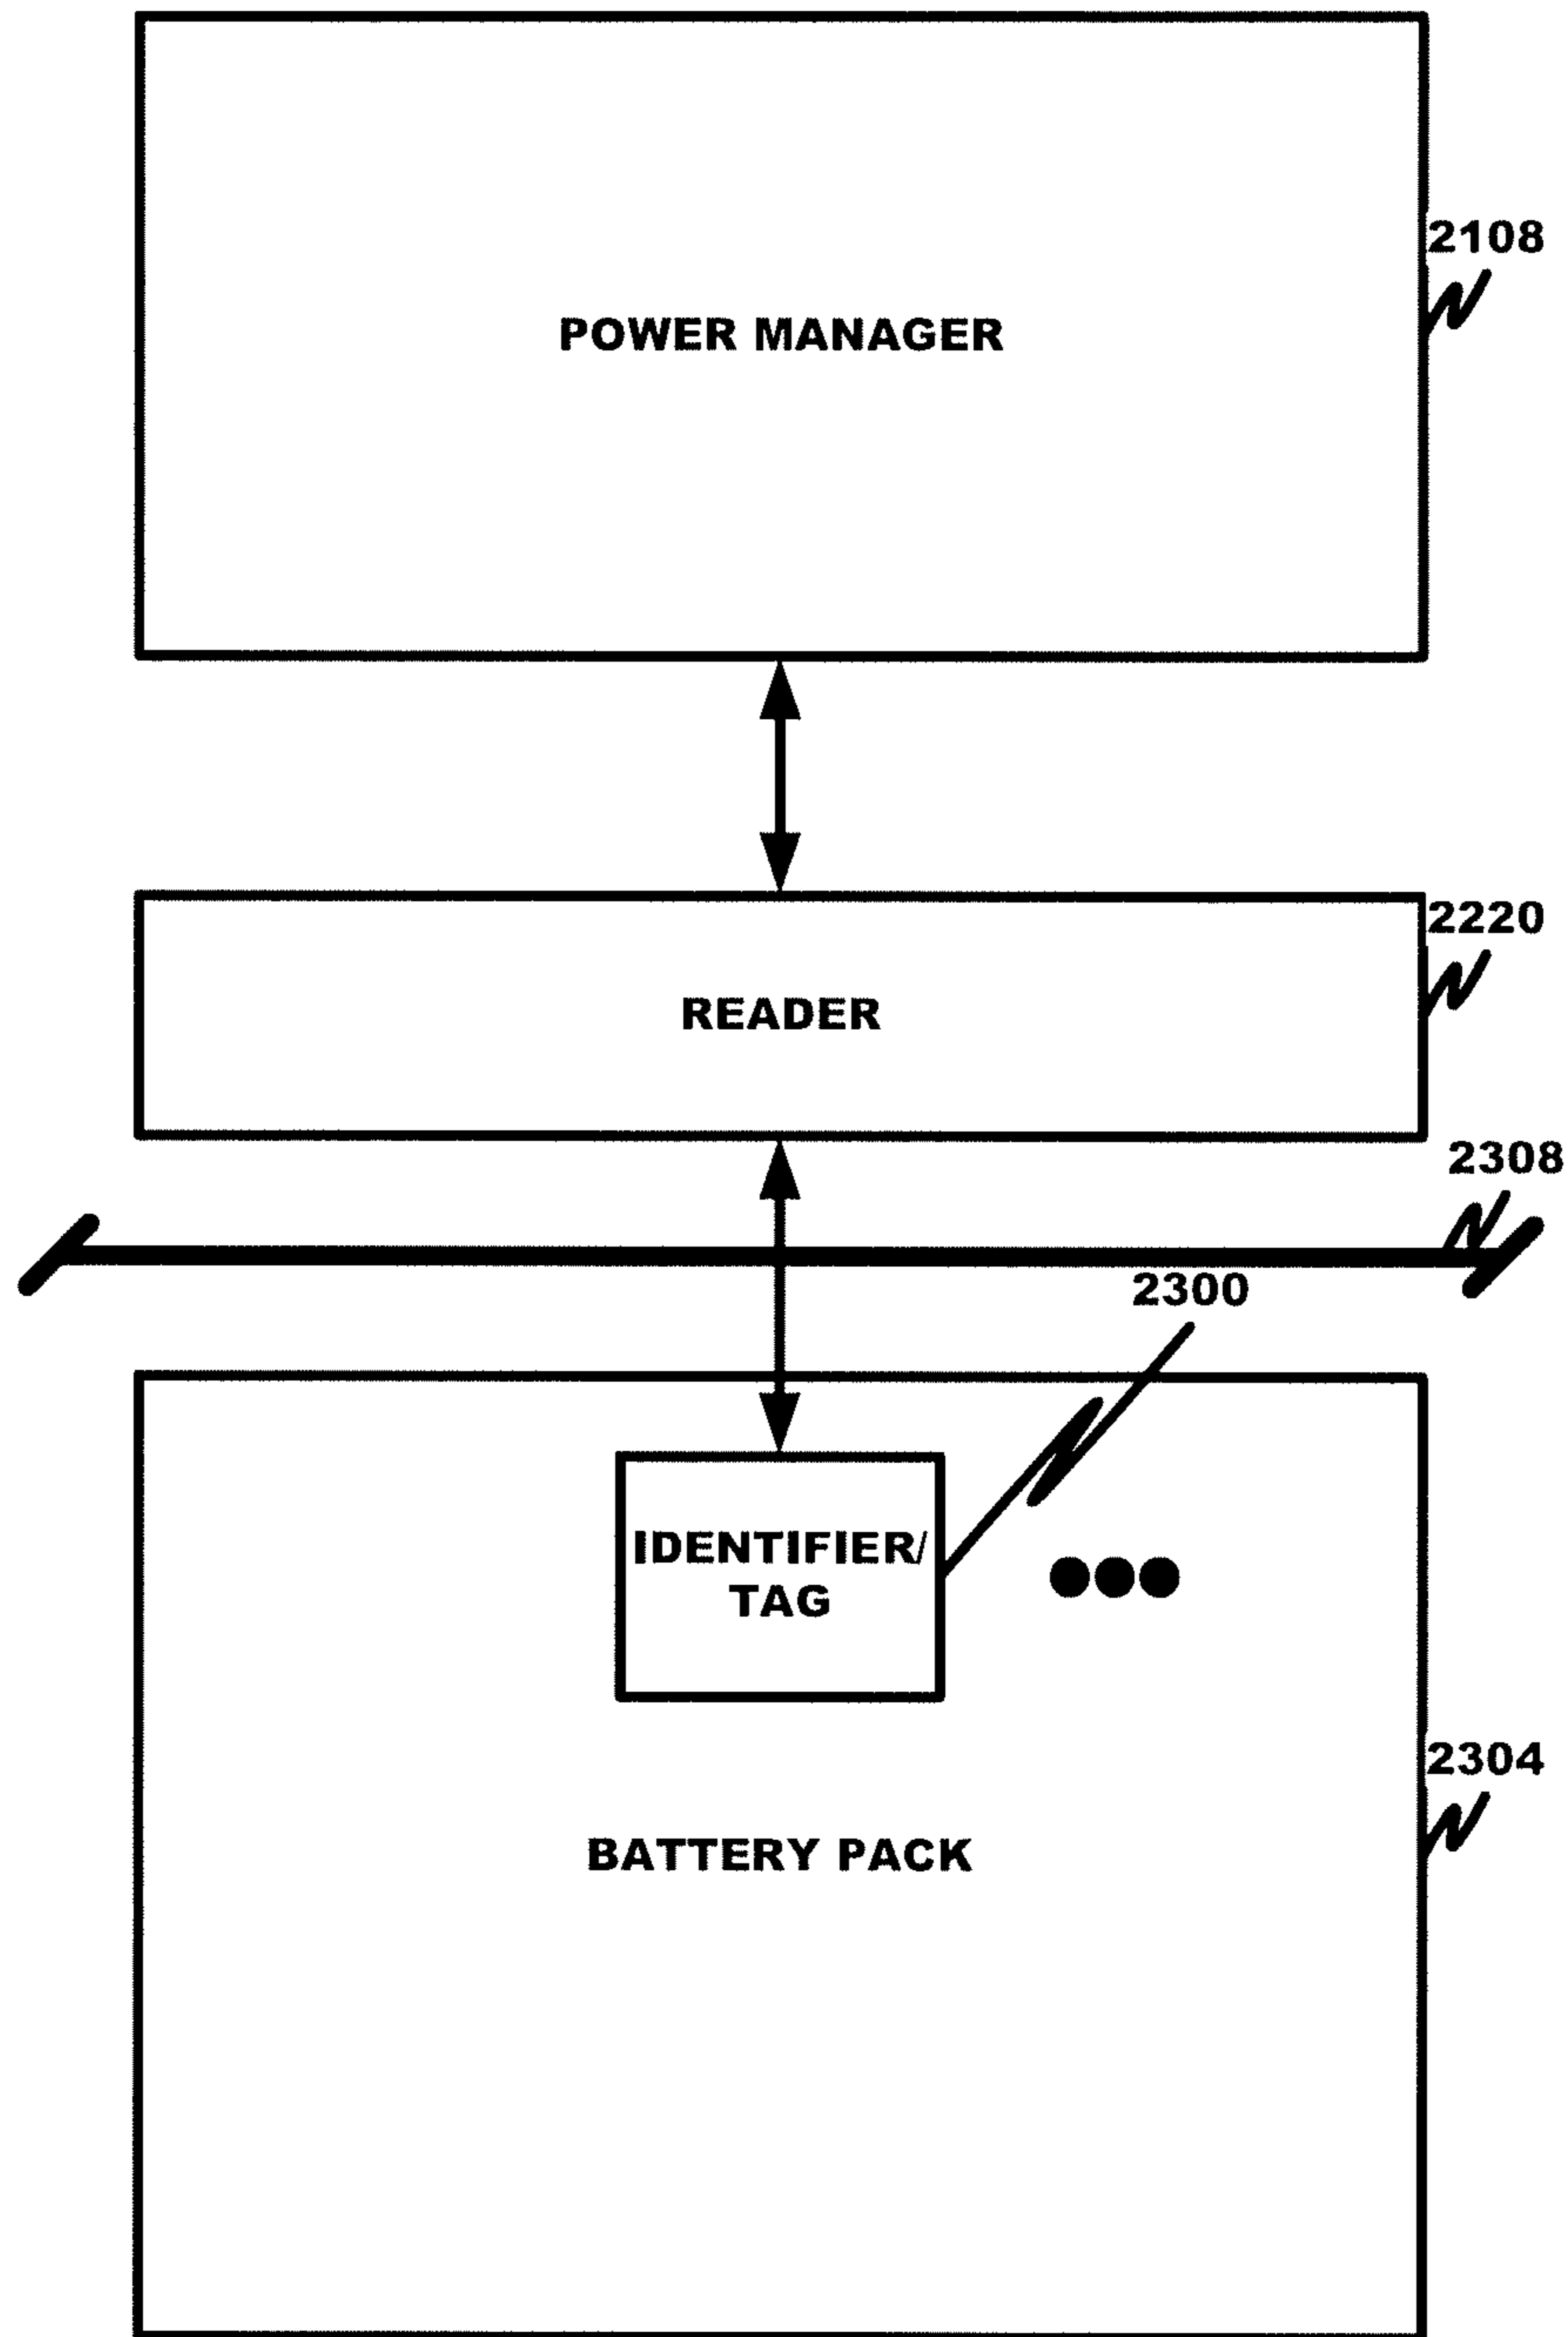 2108
POWER MANAGER
2220
READER
2308
2300
IDENTIFIER/
TAG
2304
BATTERY PACK